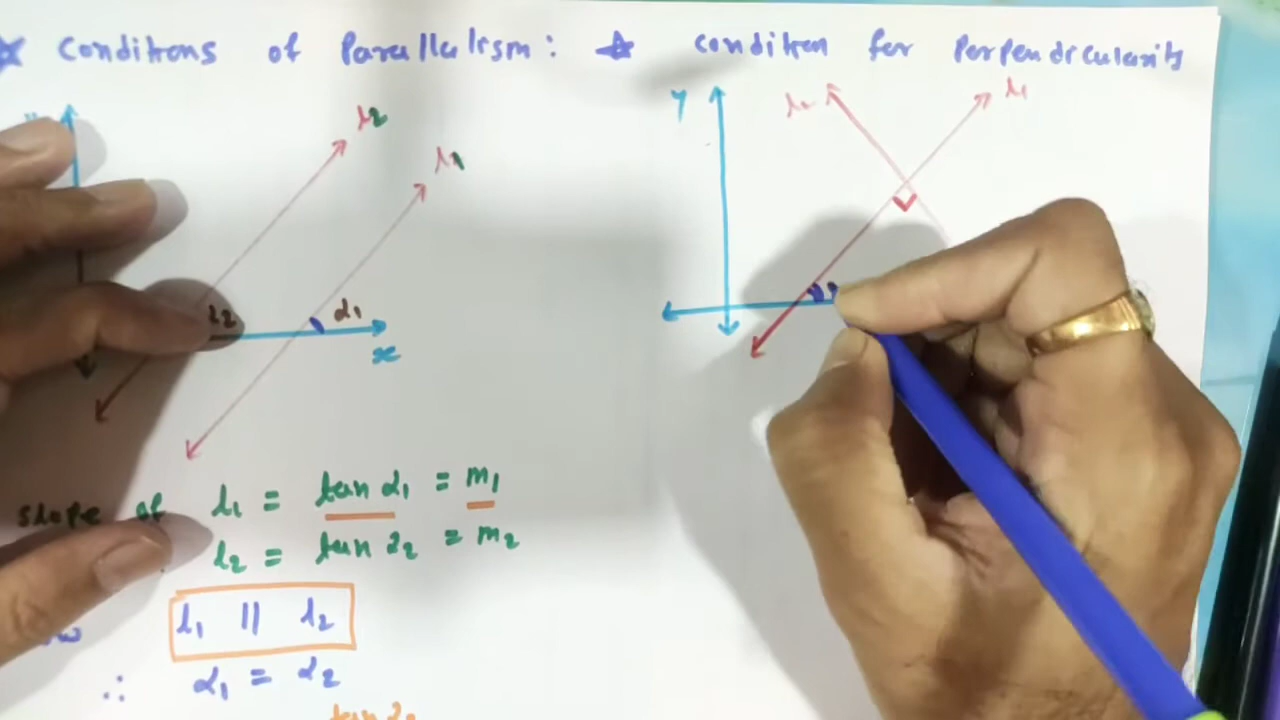 Conditions of Parallelism:
condition for Perpendicularity
l2
l1
α1
x
Y
l2
l1
slope of l1 = tan α1 = m1
l2 = tan α2 = m2
l1 || l2
∴ α1 = α2
tan α2